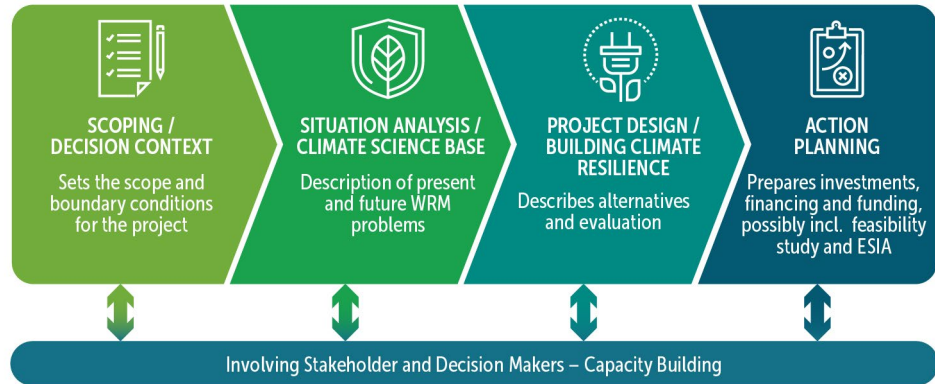 SCOPING /
DECISION CONTEXT
Sets the scope and
boundary conditions
for the project
SITUATION ANALYSIS /
CLIMATE SCIENCE BASE
Description of present
and future WRM
problems
PROJECT DESIGN /
BUILDING CLIMATE
RESILIENCE
Describes alternatives
and evaluation
ACTION
PLANNING
Prepares investments,
financing and funding,
possibly incl. feasibility
study and ESIA
Involving Stakeholder and Decision Makers – Capacity Building